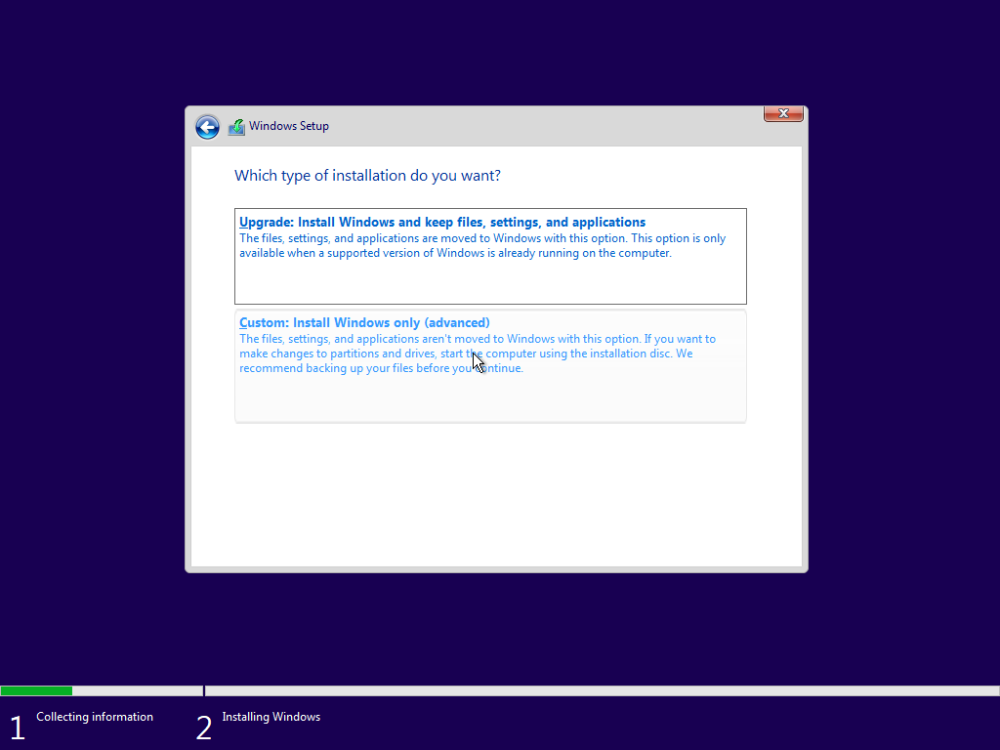 Windows Setup
Which type of installation do you want?
Upgrade: Install Windows and keep files, settings, and applications
The files, settings, and applications are moved to Windows with this option. This option is only
available when a supported version of Windows is already running on the computer.
Custom: Install Windows only (advanced)
The files, settings, and applications aren't moved to Windows with this option. If you want to
make changes to partitions and drives, start the computer using the installation disc. We
recommend backing up your files before you continue.
1 Collecting information
2 Installing Windows